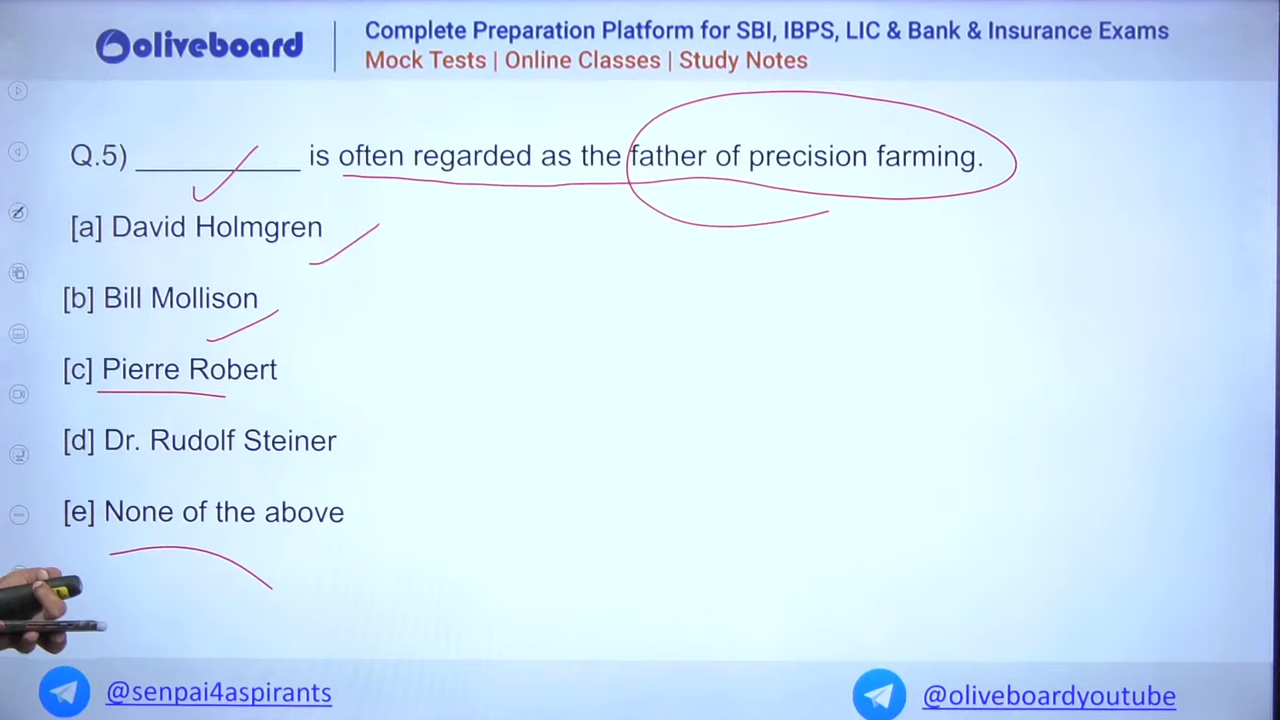 oliveboard
Complete Preparation Platform for SBI, IBPS, LIC & Bank & Insurance Exams
Mock Tests | Online Classes | Study Notes
Q.5) __________ is often regarded as the father of precision farming.
[a] David Holmgren
[b] Bill Mollison
[c] Pierre Robert
[d] Dr. Rudolf Steiner
[e] None of the above
@senpai4aspirants
@oliveboardyoutube